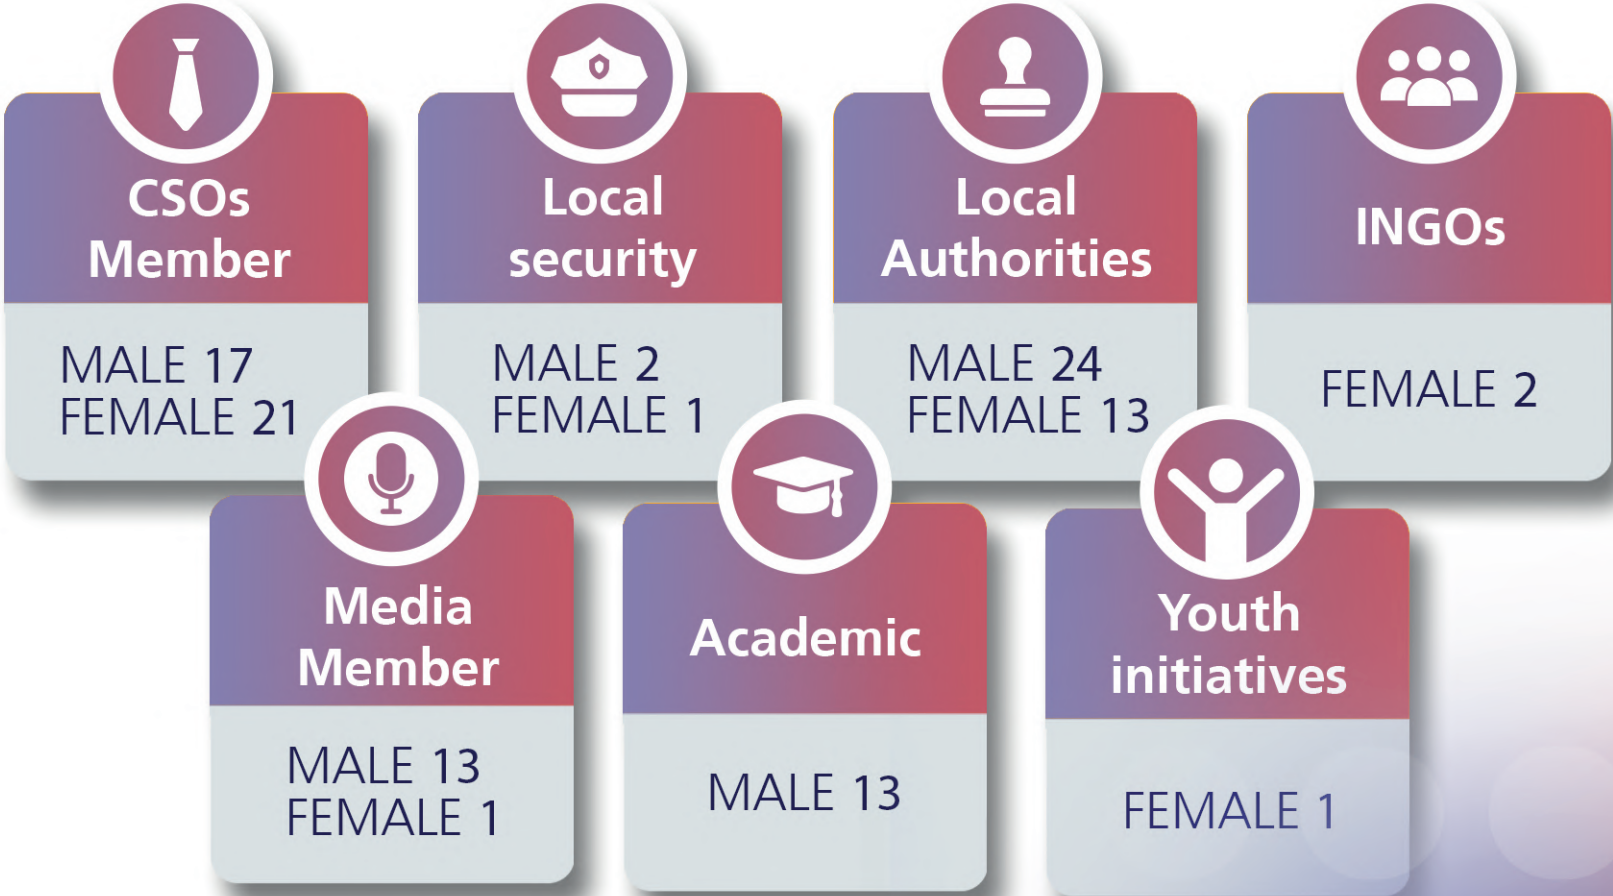 CSOs
Member
MALE 17
FEMALE 21
Local
security
MALE 2
FEMALE 1
Local
Authorities
MALE 24
FEMALE 13
INGOs
FEMALE 2
Media
Member
MALE 13
FEMALE 1
Academic
MALE 13
Youth
initiatives
FEMALE 1